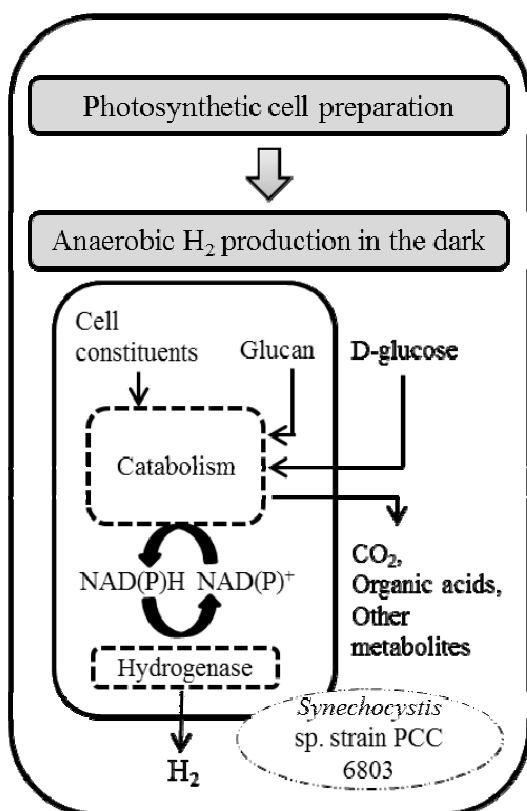 Photosynthetic cell preparation
Anaerobic H₂ production in the dark
Cell
constituents
Glucan
D-glucose
Catabolism
CO₂,
Organic acids,
Other
metabolites
NAD(P)H NAD(P)⁺
Hydrogenase
H₂
Synechocystis
sp. strain PCC
6803